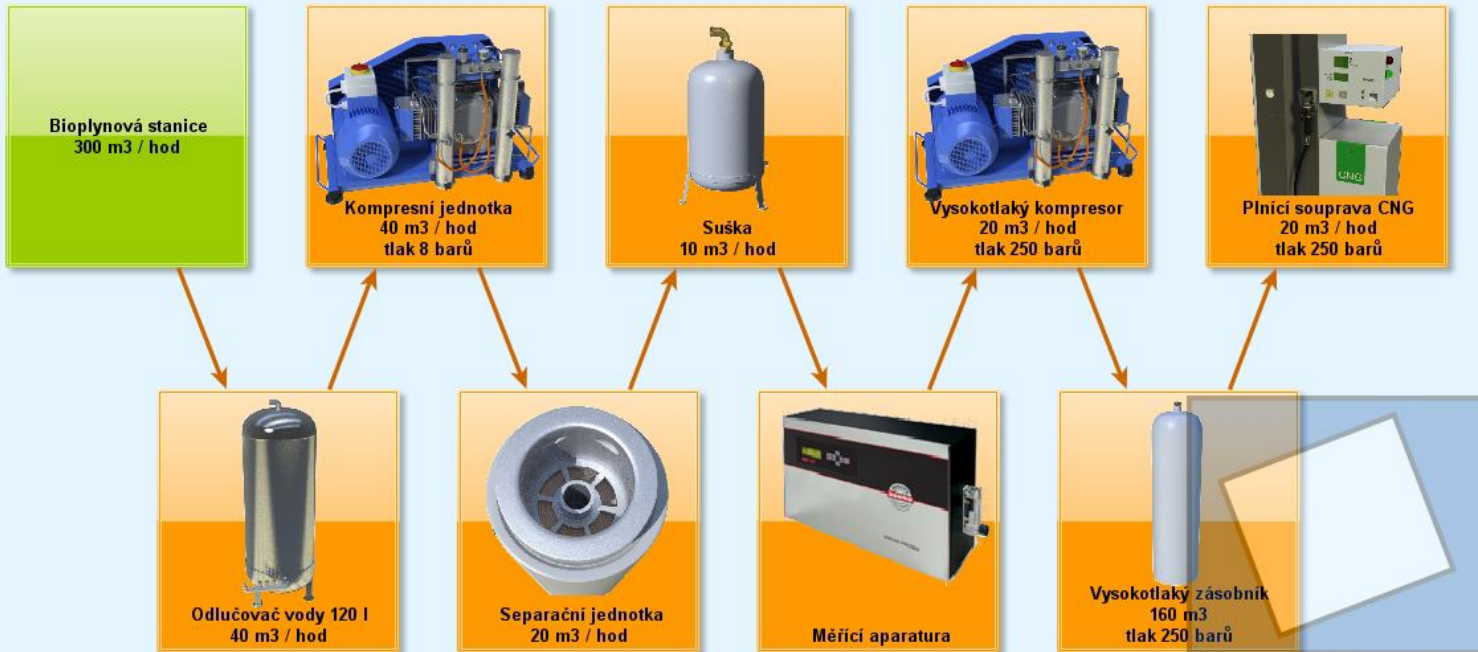 Bioplynová stanice
300 m3 / hod
Kompresní jednotka
40 m3 / hod
tlak 8 barů
Suška
10 m3 / hod
Vysokotlaký kompresor
20 m3 / hod
tlak 250 barů
CNG
Plnící souprava CNG
20 m3 / hod
tlak 250 barů
Odlučovač vody 120 l
40 m3 / hod
Separační jednotka
20 m3 / hod
Měřící aparatura
Vysokotlaký zásobník
160 m3
tlak 250 barů